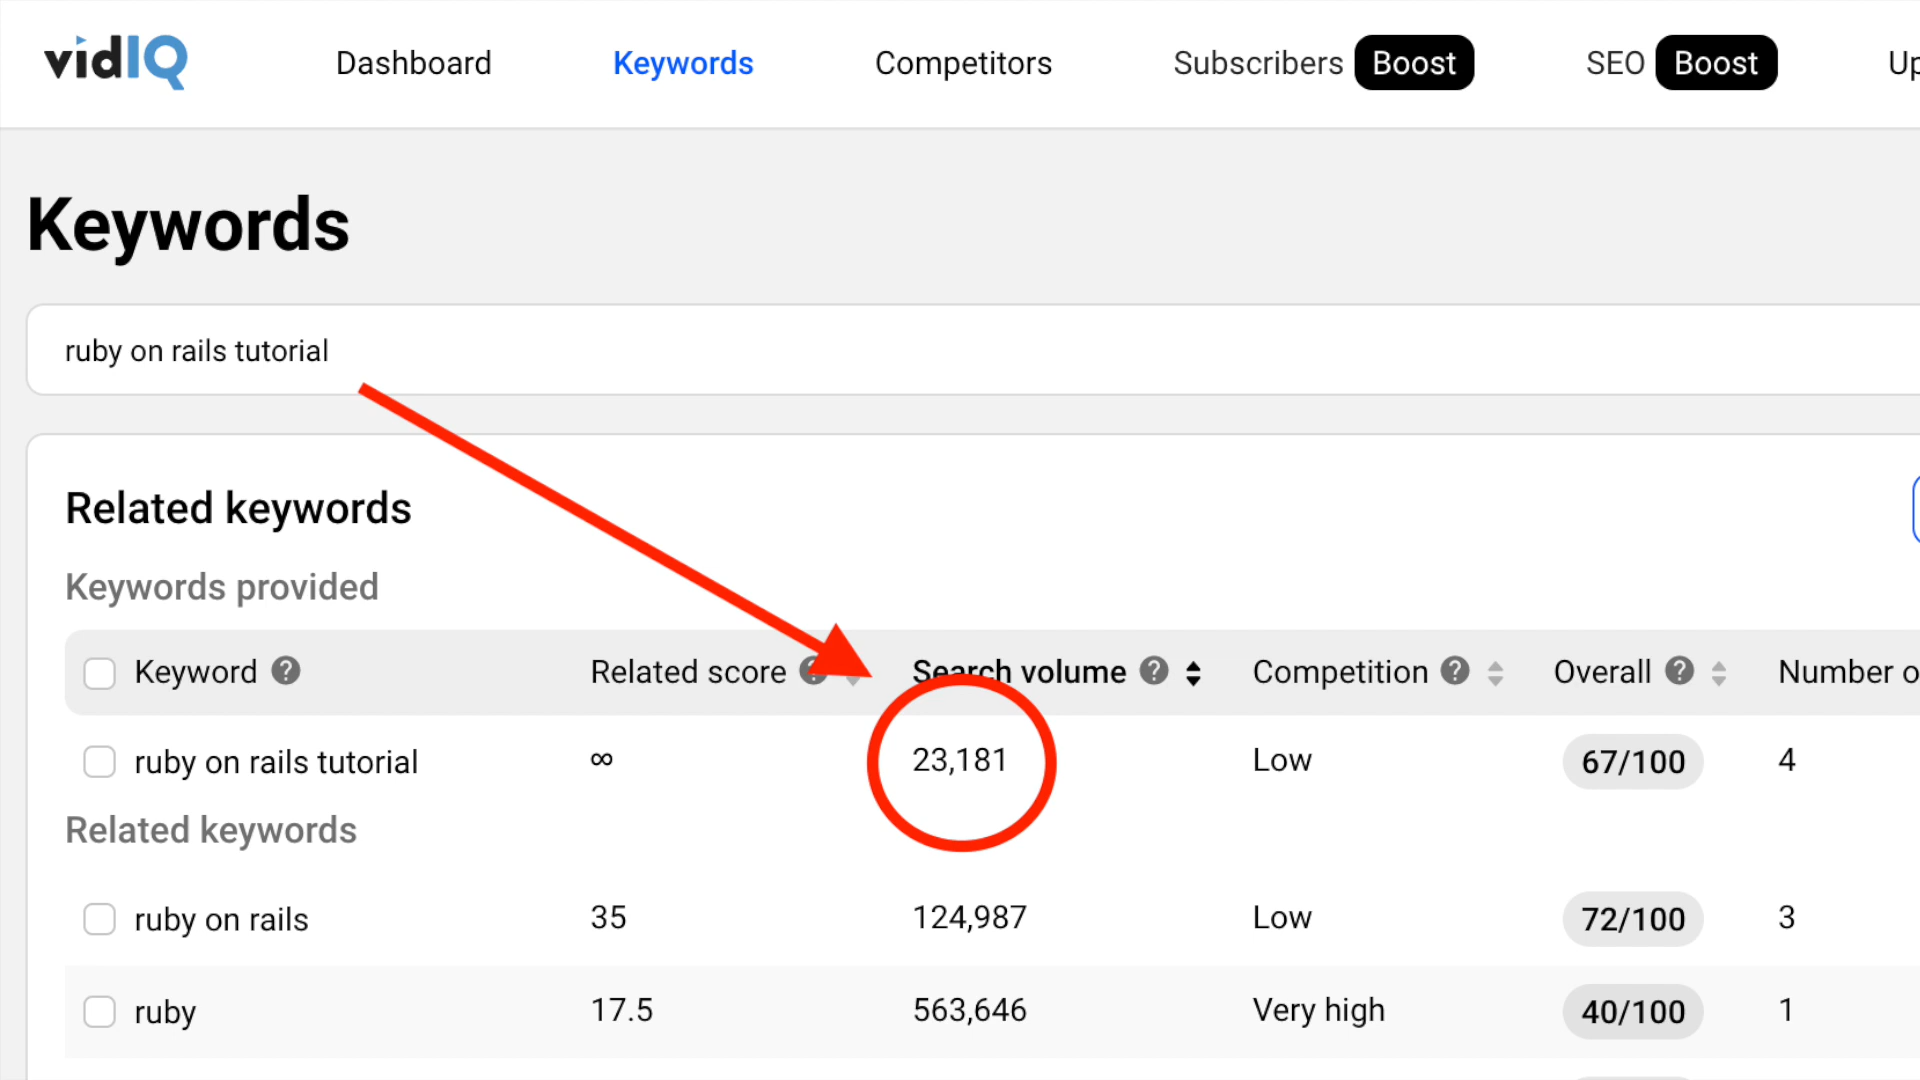 vidIQ Dashboard Keywords Competitors Subscribers Boost SEO Boost Up
Keywords
ruby on rails tutorial
Related keywords
Keywords provided
Keyword ? Related score ? Search volume ? Competition ? Overall ? Number o
ruby on rails tutorial ∞ 23,181 Low 67/100 4
Related keywords
ruby on rails 35 124,987 Low 72/100 3
ruby 17.5 563,646 Very high 40/100 1